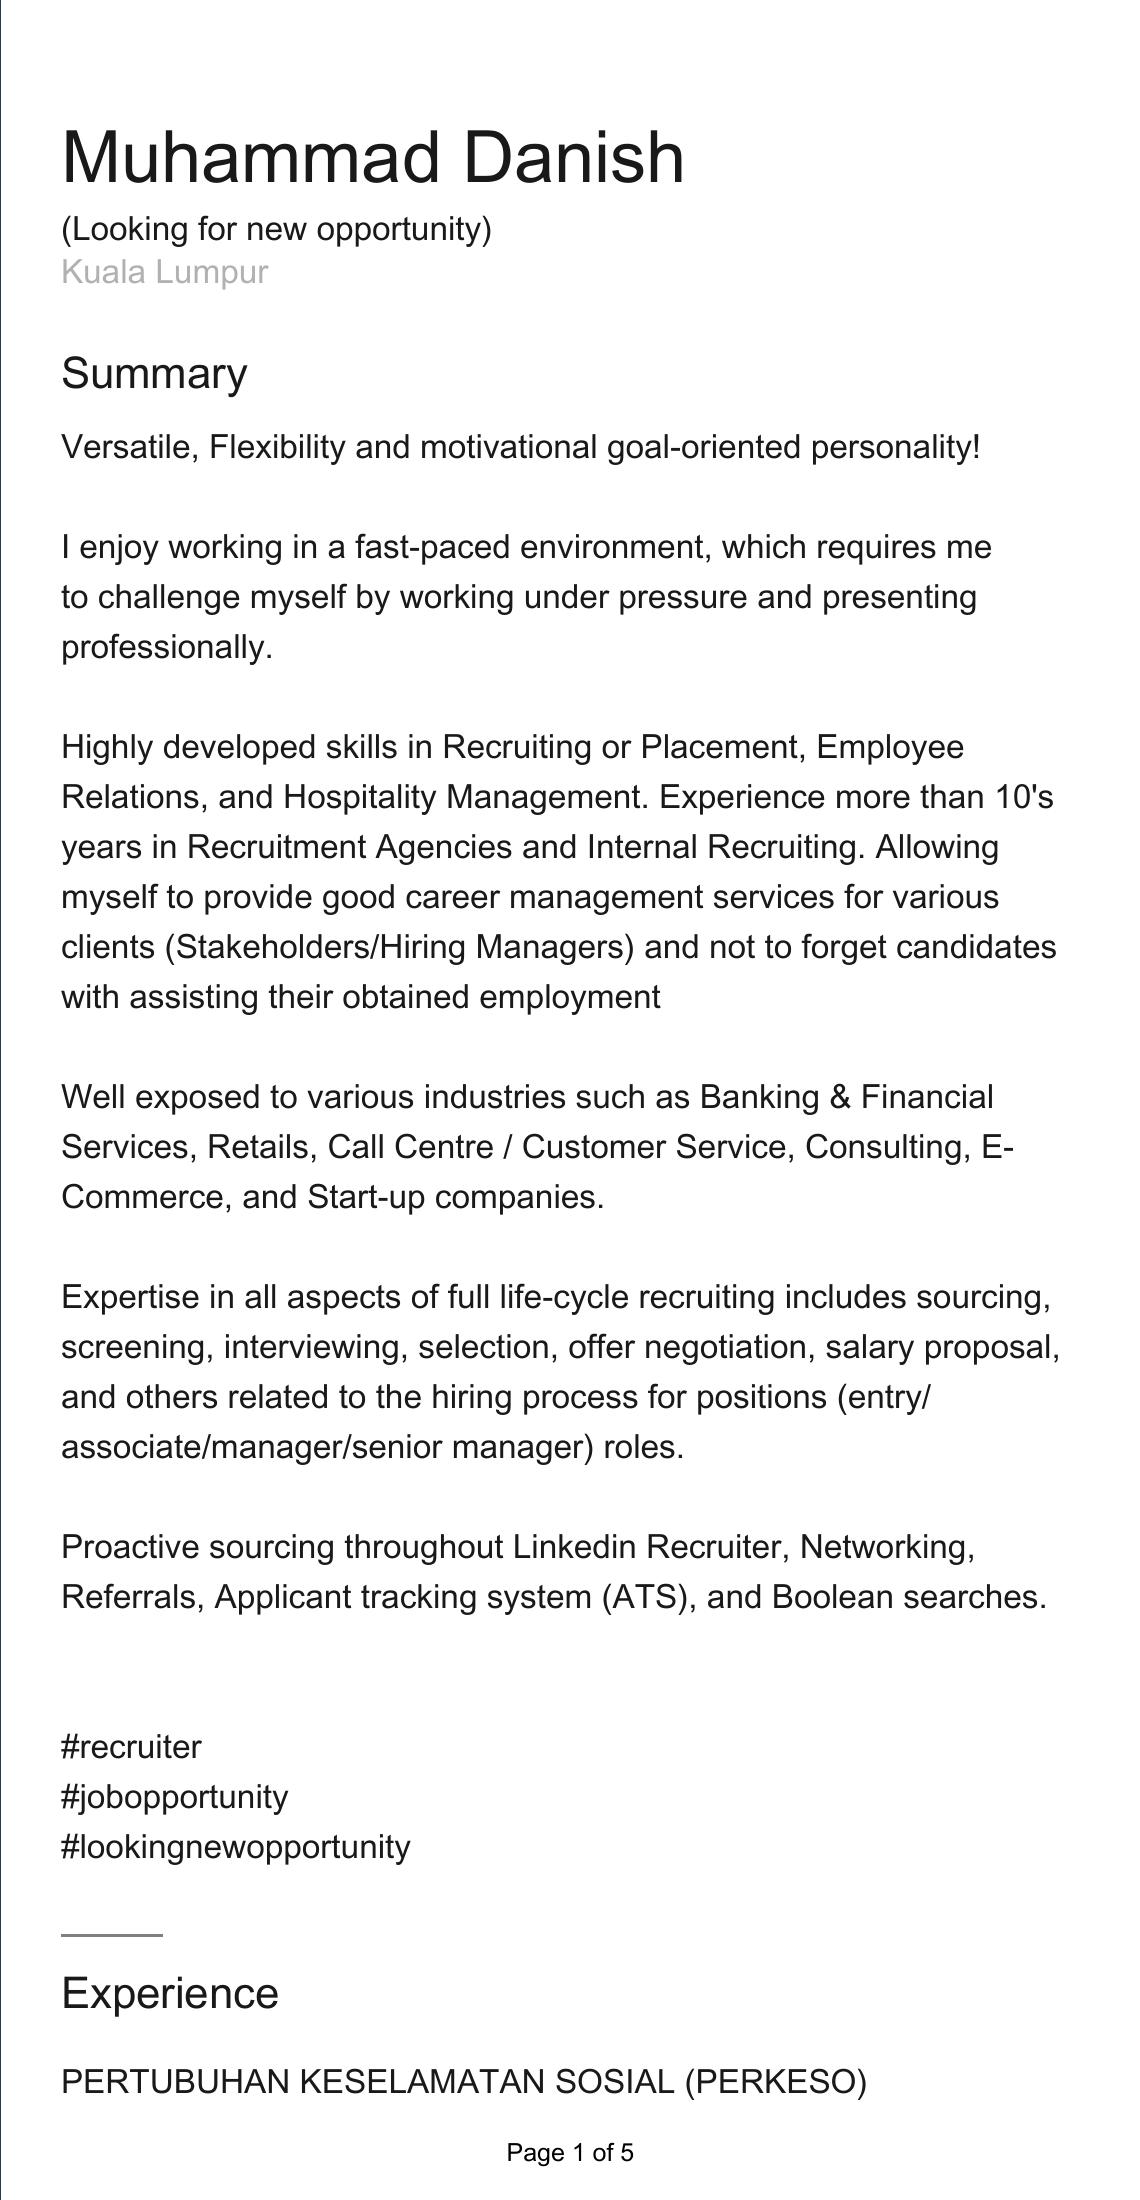 Muhammad Danish
(Looking for new opportunity)
Kuala Lumpur
Summary
Versatile, Flexibility and motivational goal-oriented personality!
I enjoy working in a fast-paced environment, which requires me
to challenge myself by working under pressure and presenting
professionally.
Highly developed skills in Recruiting or Placement, Employee
Relations, and Hospitality Management. Experience more than 10's
years in Recruitment Agencies and Internal Recruiting. Allowing
myself to provide good career management services for various
clients (Stakeholders/Hiring Managers) and not to forget candidates
with assisting their obtained employment
Well exposed to various industries such as Banking & Financial
Services, Retails, Call Centre / Customer Service, Consulting, E-
Commerce, and Start-up companies.
Expertise in all aspects of full life-cycle recruiting includes sourcing,
screening, interviewing, selection, offer negotiation, salary proposal,
and others related to the hiring process for positions (entry/
associate/manager/senior manager) roles.
Proactive sourcing throughout Linkedin Recruiter, Networking,
Referrals, Applicant tracking system (ATS), and Boolean searches.
#recruiter
#jobopportunity
#lookingnewopportunity
Experience
PERTUBUHAN KESELAMATAN SOSIAL (PERKESO)
Page 1 of 5